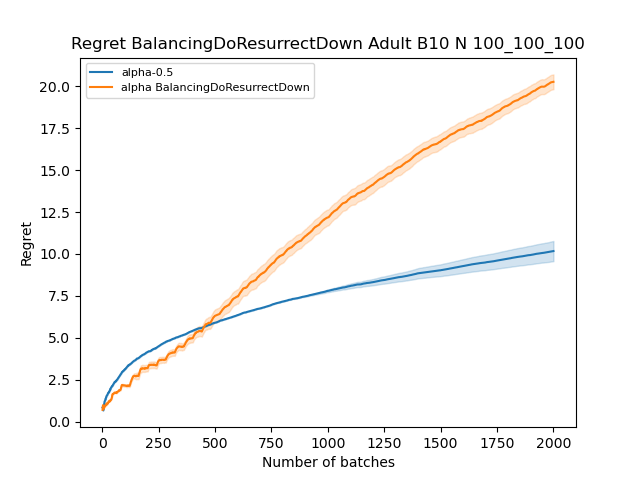 Regret BalancingDoResurrectDown Adult B10 N 100_100_100
alpha-0.5
alpha BalancingDoResurrectDown
Regret
20.0
17.5
15.0
12.5
10.0
7.5
5.0
2.5
0.0
0 250 500 750 1000 1250 1500 1750 2000
Number of batches